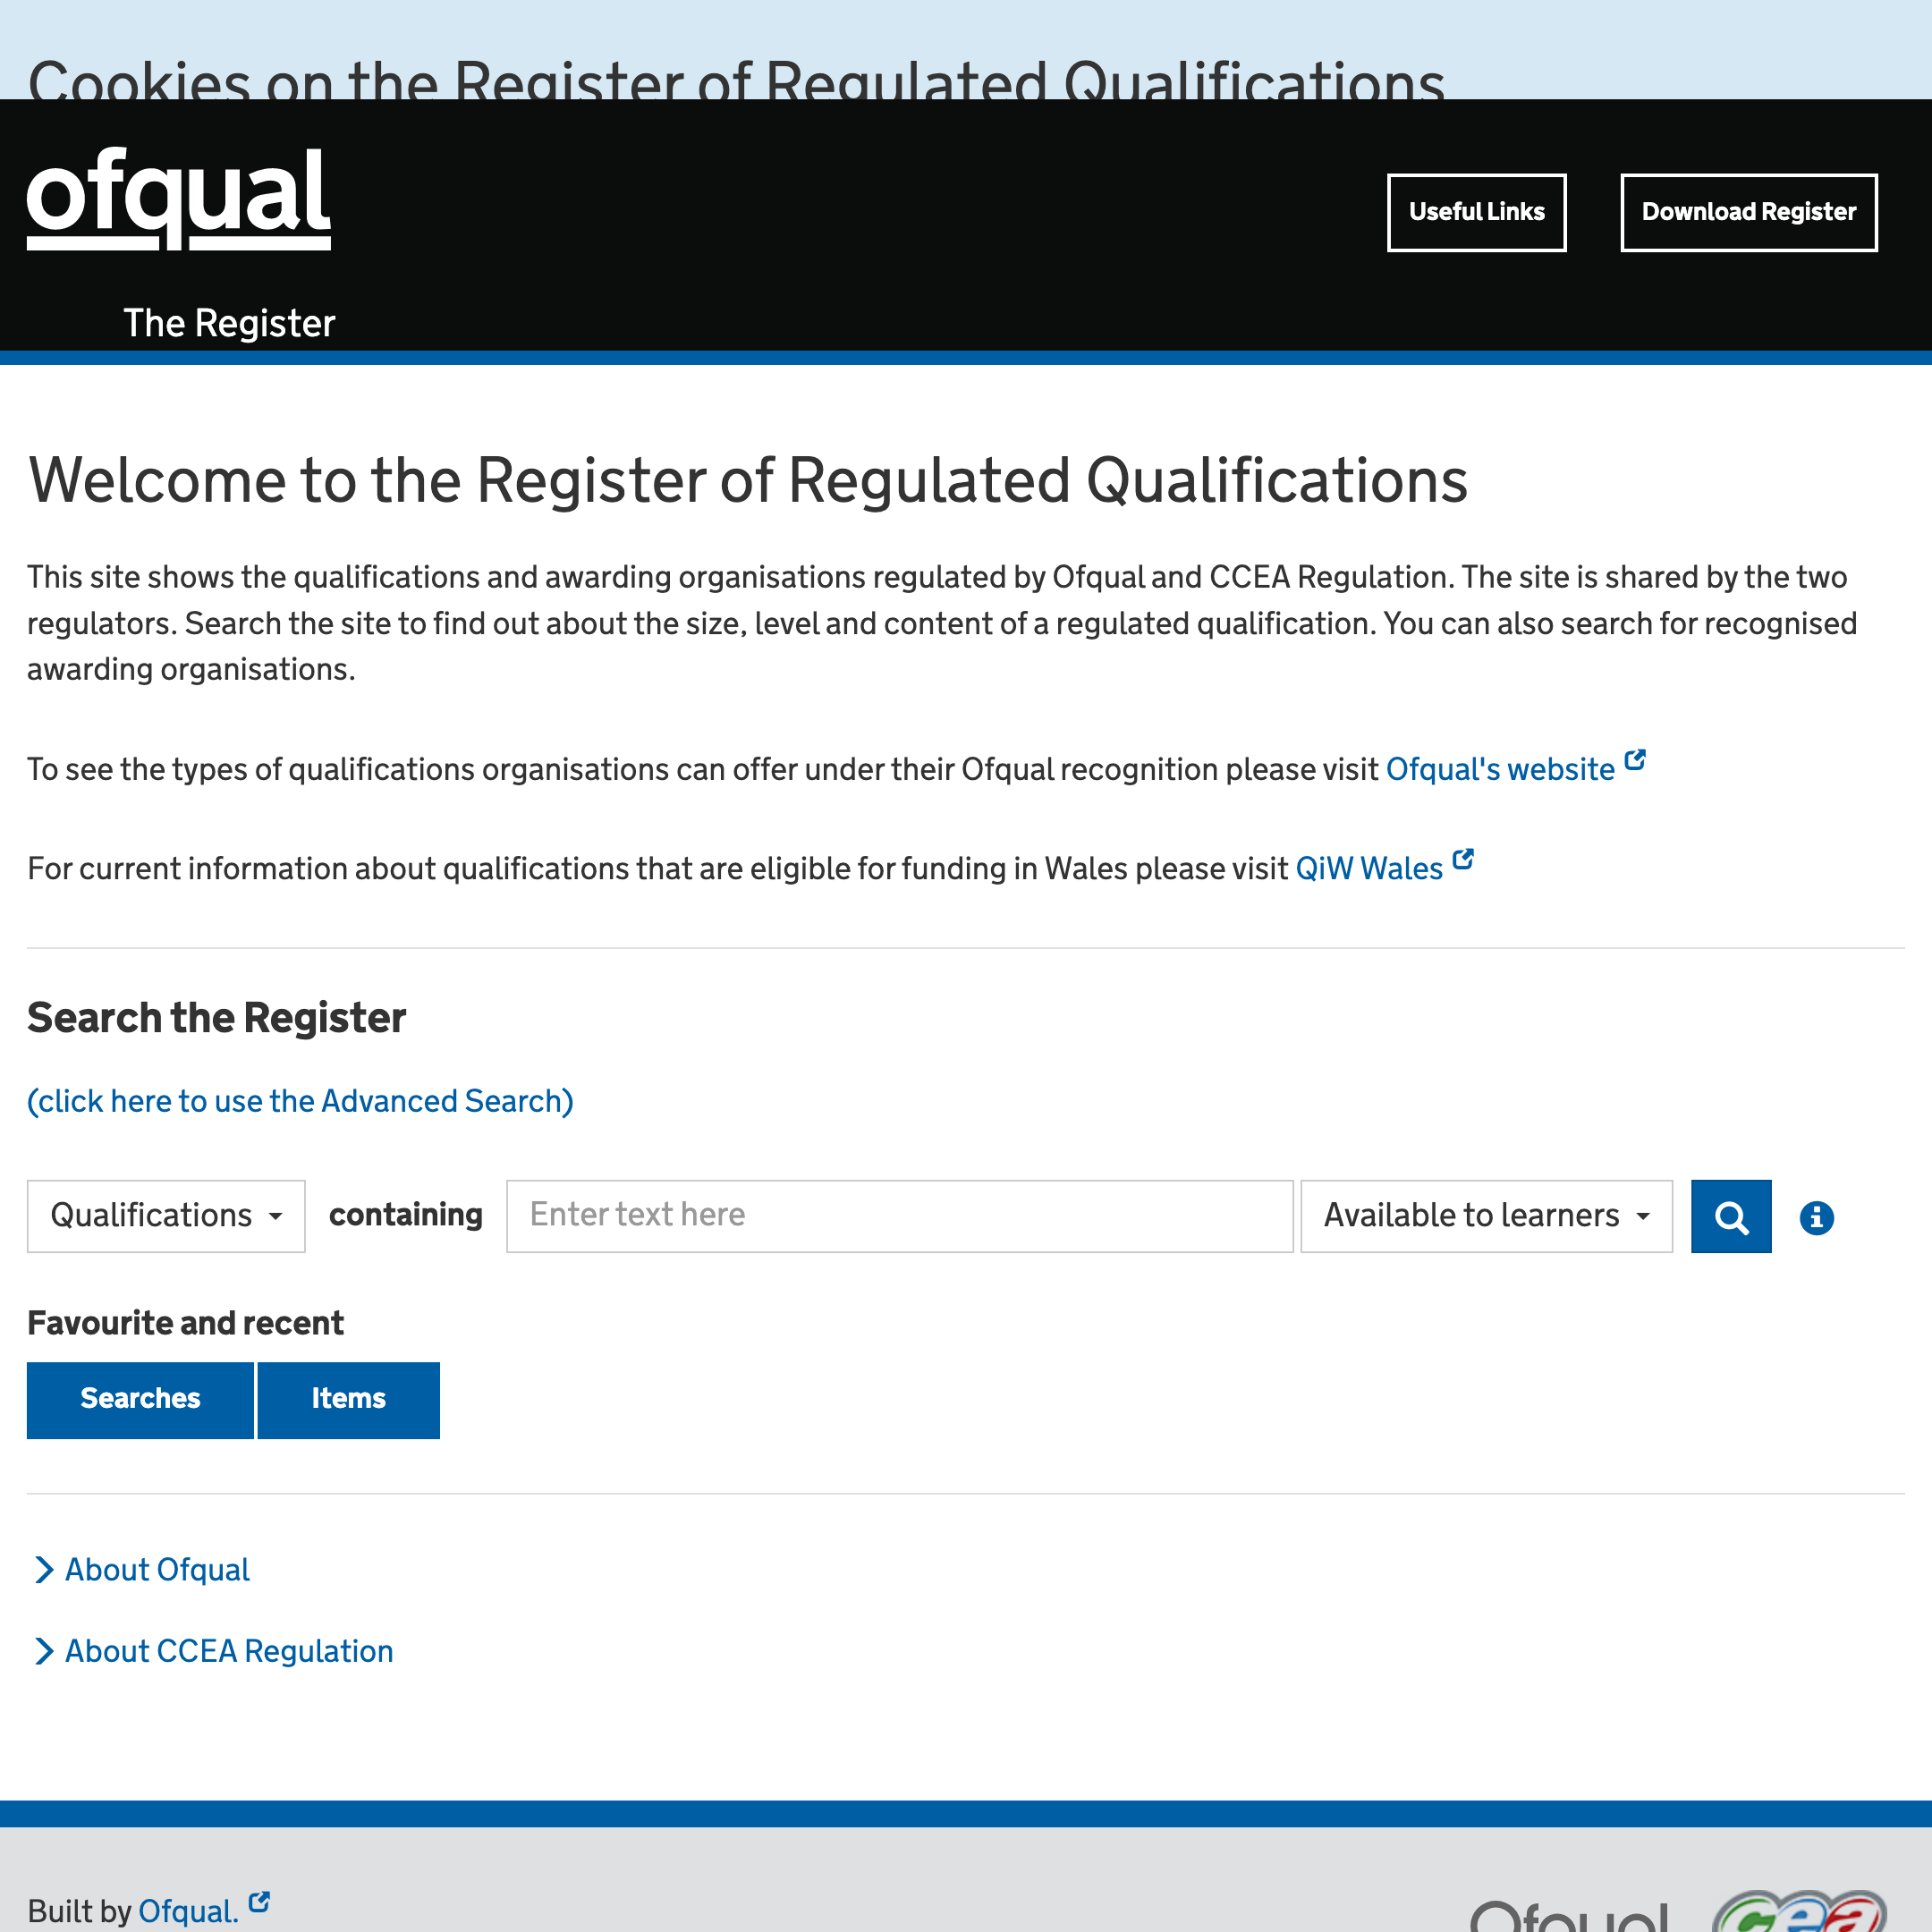 Cookies on the Register of Regulated Qualifications
ofqual
Useful Links
Download Register
The Register
Welcome to the Register of Regulated Qualifications
This site shows the qualifications and awarding organisations regulated by Ofqual and CCEA Regulation. The site is shared by the two
regulators. Search the site to find out about the size, level and content of a regulated qualification. You can also search for recognised
awarding organisations.
To see the types of qualifications organisations can offer under their Ofqual recognition please visit Ofqual's website
For current information about qualifications that are eligible for funding in Wales please visit QiW Wales
Search the Register
(click here to use the Advanced Search)
Qualifications containing Enter text here Available to learners
Favourite and recent
Searches Items
About Ofqual
About CCEA Regulation
Built by Ofqual.
Ofqual
cea